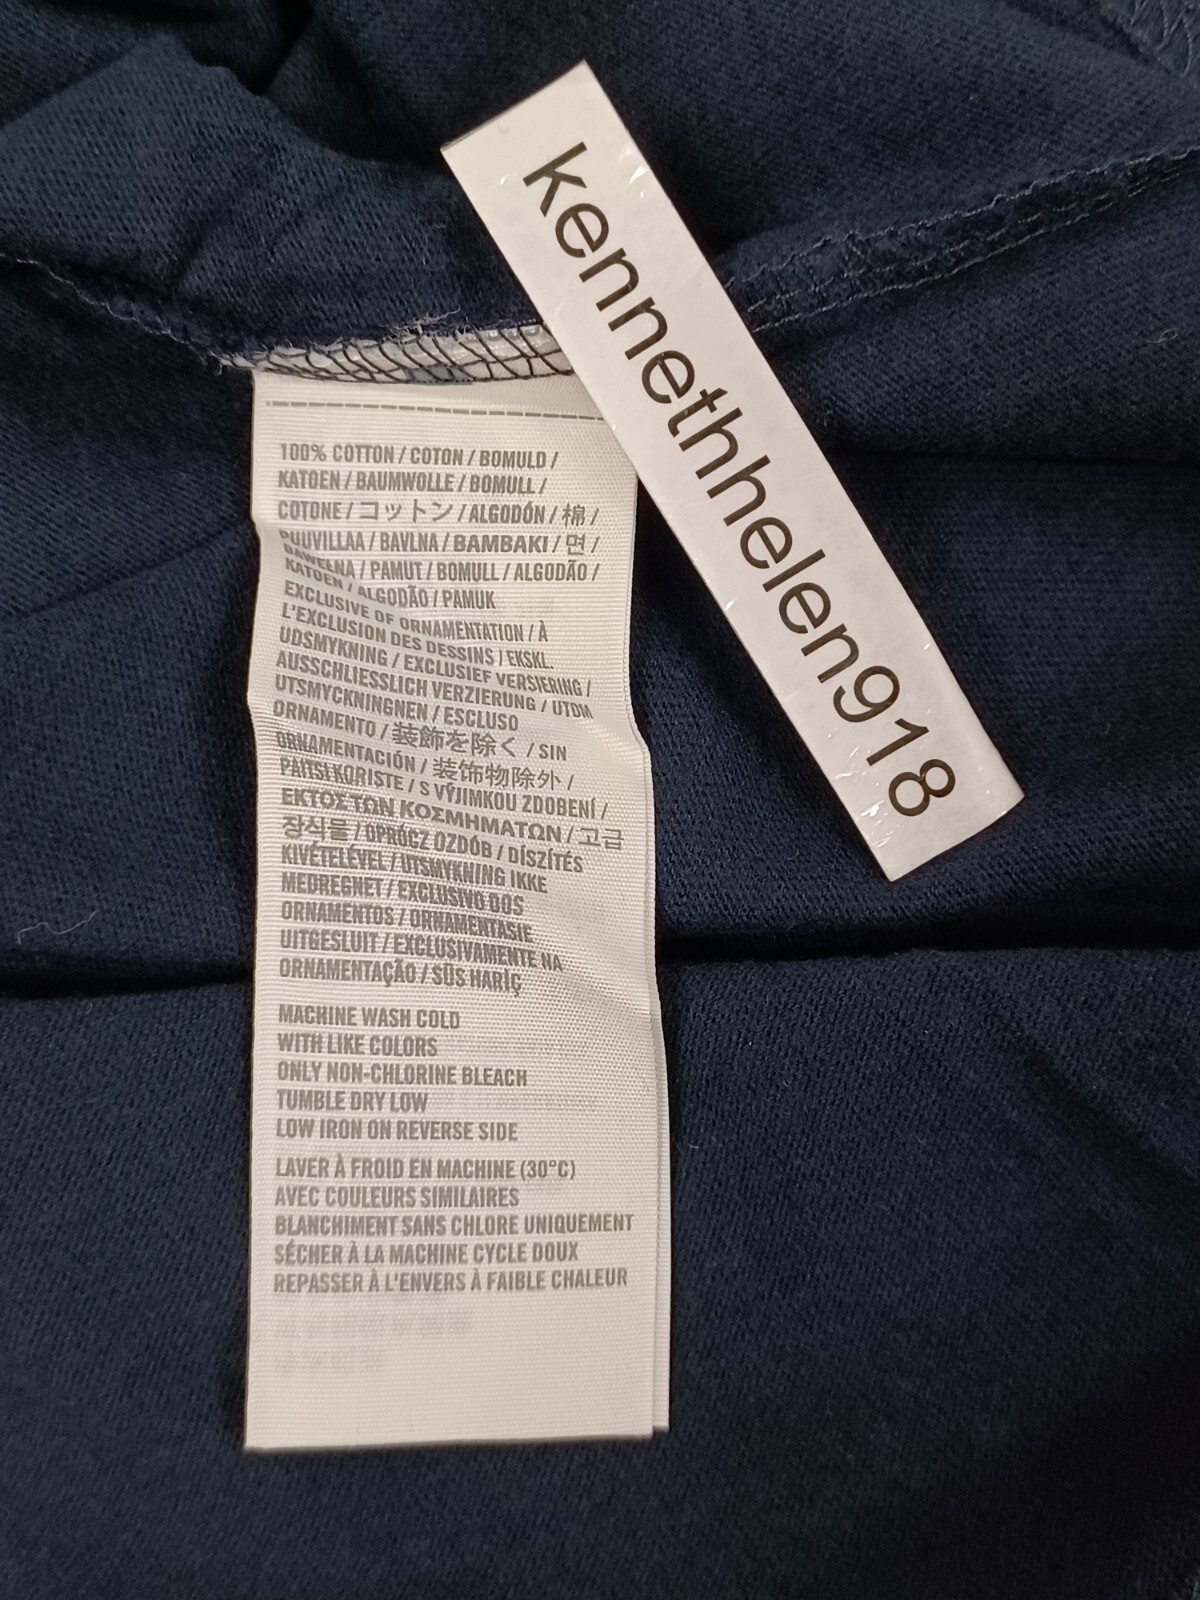 kennethhelen918
100% COTTON / COTON / BOMULD /
KATOEN / BAUMWOLLE / BOMULL /
COTONE / コットン / ALGODÓN / 棉 /
PUUVILLAA / BAVLNA / BAMBAKI / 면 /
BAWEŁNA / PAMUT / BOMULL / ALGODÃO /
KATOEN / ALGODÃO / PAMUK
EXCLUSIVE OF ORNAMENTATION / À
L'EXCLUSION DES DESSINS / EKSKL.
UDSMYKNING / EXCLUSIEF VERSIERING /
AUSSCHLIESSLICH VERZIERUNG / UTOM
UTSMYCKNINGNEN / ESCLUSO
ORNAMENTO / 装飾を除く / SIN
ORNAMENTACIÓN / 装饰物除外 /
PAITSI KORISTE / S VÝJIMKOU ZDOBENÍ /
ΕΚΤΟΣ ΤΩΝ ΚΟΣΜΗΜΑΤΩΝ / 고급
장식물 / OPRÓCZ OZDÓB / DÍSZÍTÉS
KIVÉTELÉVEL / UTSMYKNING IKKE
MEDREGNET / EXCLUSIVO DOS
ORNAMENTOS / ORNAMENTASIE
UITGESLUIT / EXCLUSIVAMENTE NA
ORNAMENTAÇÃO / SÜS HARİÇ
MACHINE WASH COLD
WITH LIKE COLORS
ONLY NON-CHLORINE BLEACH
TUMBLE DRY LOW
LOW IRON ON REVERSE SIDE
LAVER À FROID EN MACHINE (30°C)
AVEC COULEURS SIMILAIRES
BLANCHIMENT SANS CHLORE UNIQUEMENT
SÉCHER À LA MACHINE CYCLE DOUX
REPASSER À L'ENVERS À FAIBLE CHALEUR